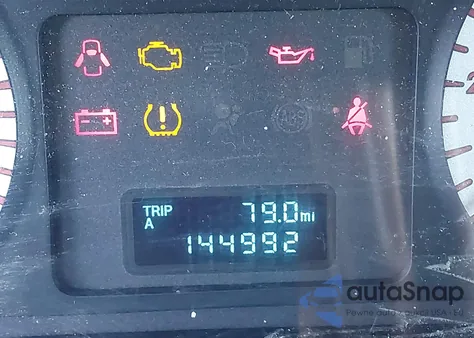 ABS
TRIP 79.0mi
A
144992
autaSnap